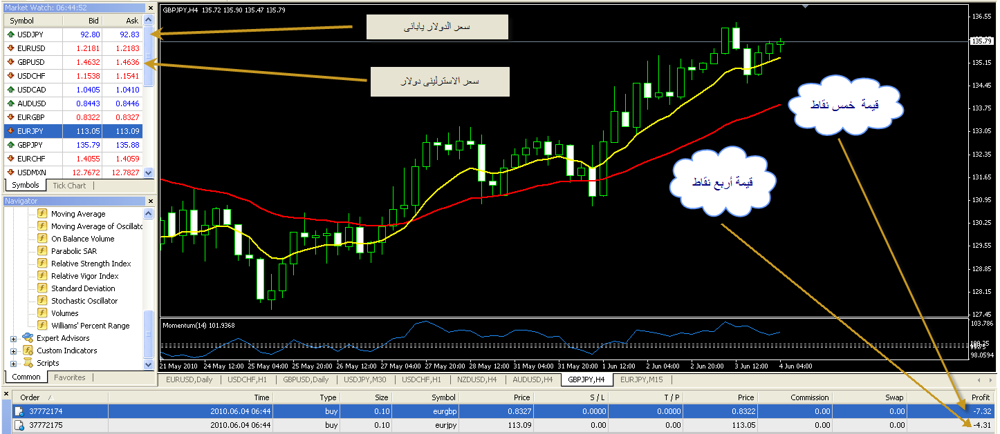 Market Watch: 06:44:52
Symbol Bid Ask
USDJPY 92.80 92.83
EURUSD 1.2181 1.2183
GBPUSD 1.4632 1.4636
USDCHF 1.1538 1.1541
USDCAD 1.0405 1.0410
AUDUSD 0.8443 0.8446
EURGBP 0.8322 0.8327
EURJPY 113.05 113.09
GBPJPY 135.79 135.88
EURCHF 1.4055 1.4059
USDMXN 12.7672 12.7827
Symbols Tick Chart
Navigator
Moving Average
Moving Average of Oscillato
On Balance Volume
Parabolic SAR
Relative Strength Index
Relative Vigor Index
Standard Deviation
Stochastic Oscillator
Volumes
Williams' Percent Range
Expert Advisors
Custom Indicators
Scripts
Common Favorites
GBPJPY,H4 135.72 135.90 135.47 135.79
سعر الدولار يابانى
سعر الاسترلينى دولار
قيمة خمس نقاط
قيمة أربع نقاط
136.55
135.79
135.15
134.45
133.75
133.05
132.35
131.65
130.95
130.25
129.55
128.85
128.15
127.45
Momentum(14) 101.9368
103.786
98.0594
21 May 2010 24 May 12:00 25 May 04:00 25 May 20:00 26 May 12:00 27 May 04:00 27 May 20:00 28 May 12:00 31 May 04:00 31 May 20:00 1 Jun 12:00 2 Jun 04:00 2 Jun 20:00 3 Jun 12:00 4 Jun 04:00
EURUSD,Daily USDCHF,H1 GBPUSD,Daily USDJPY,M30 USDCHF,H1 NZDUSD,H4 AUDUSD,H4 GBPJPY,H4 EURJPY,M15
Order Time Type Size Symbol Price S / L T / P Price Commission Swap Profit
37772174 2010.06.04 06:44 buy 0.10 eurgbp 0.8327 0.0000 0.0000 0.8322 0.00 0.00 -7.32
37772175 2010.06.04 06:44 buy 0.10 eurjpy 113.09 0.00 0.00 113.05 0.00 0.00 -4.31